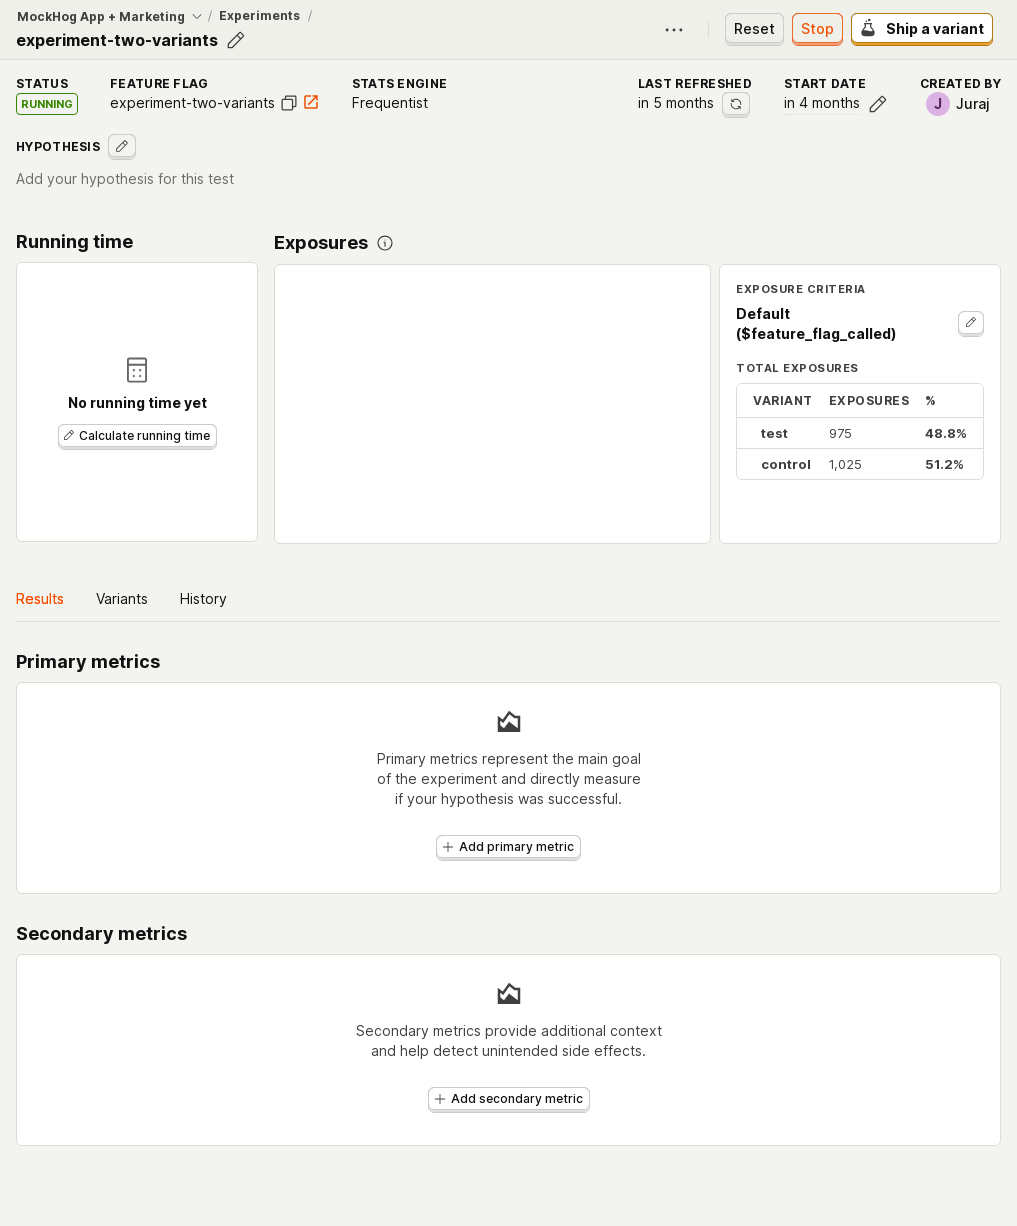 MockHog App + Marketing / Experiments /
experiment-two-variants
Reset
Stop
Ship a variant
STATUS
RUNNING
FEATURE FLAG
experiment-two-variants
STATS ENGINE
Frequentist
LAST REFRESHED
in 5 months
START DATE
in 4 months
CREATED BY
J Juraj
HYPOTHESIS
Add your hypothesis for this test
Running time
No running time yet
Calculate running time
Exposures
EXPOSURE CRITERIA
Default
($feature_flag_called)
TOTAL EXPOSURES
VARIANT EXPOSURES %
test 975 48.8%
control 1,025 51.2%
Results Variants History
Primary metrics
Primary metrics represent the main goal
of the experiment and directly measure
if your hypothesis was successful.
Add primary metric
Secondary metrics
Secondary metrics provide additional context
and help detect unintended side effects.
Add secondary metric